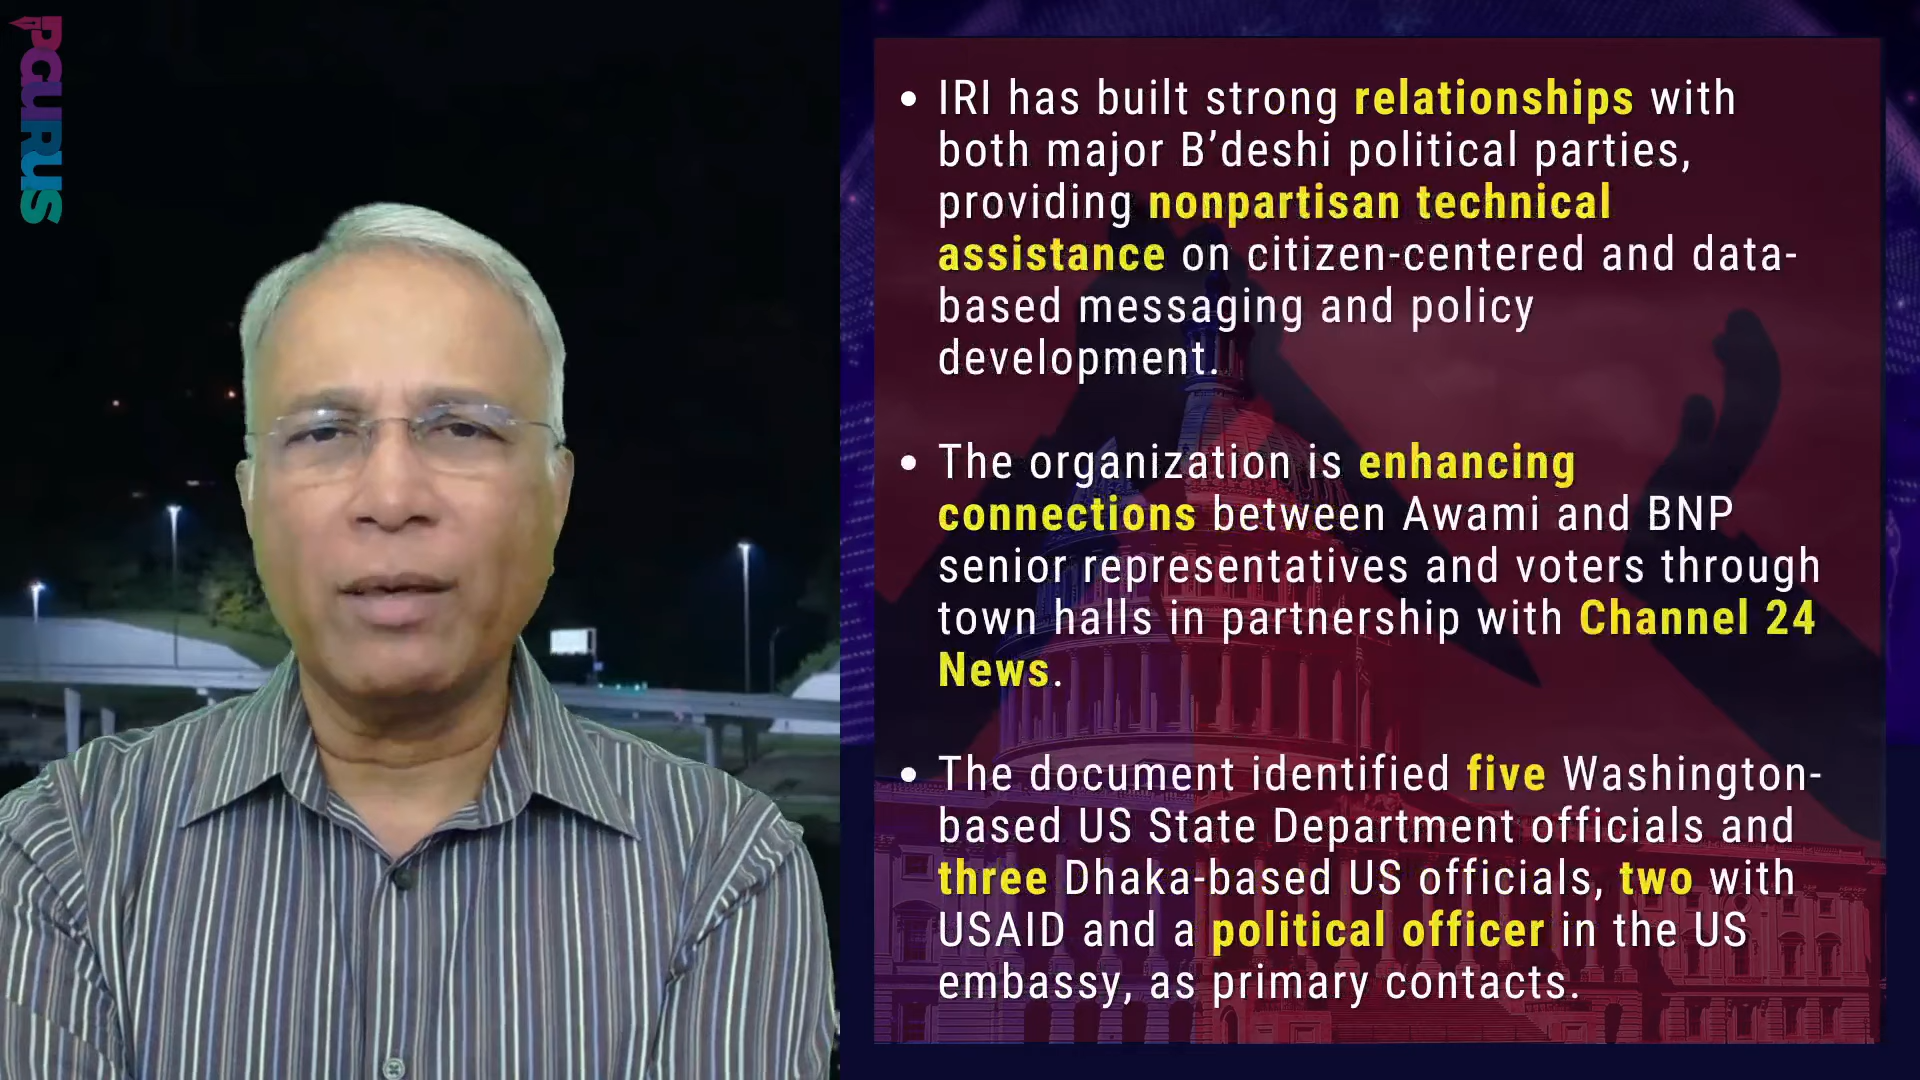 PGURUS
• IRI has built strong relationships with
both major B’deshi political parties,
providing nonpartisan technical
assistance on citizen-centered and data-
based messaging and policy
development.
• The organization is enhancing
connections between Awami and BNP
senior representatives and voters through
town halls in partnership with Channel 24
News.
• The document identified five Washington-
based US State Department officials and
three Dhaka-based US officials, two with
USAID and a political officer in the US
embassy, as primary contacts.